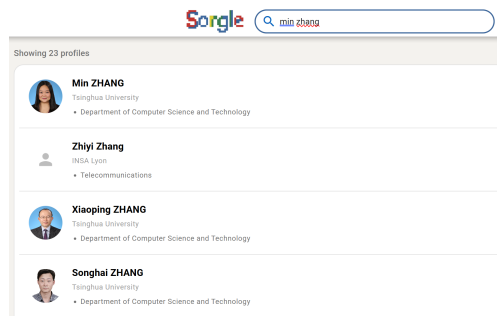 Sorgle
min zhang
Showing 23 profiles
Min ZHANG
Tsinghua University
• Department of Computer Science and Technology
Zhiyi Zhang
INSA Lyon
• Telecommunications
Xiaoping ZHANG
Tsinghua University
• Department of Computer Science and Technology
Songhai ZHANG
Tsinghua University
• Department of Computer Science and Technology